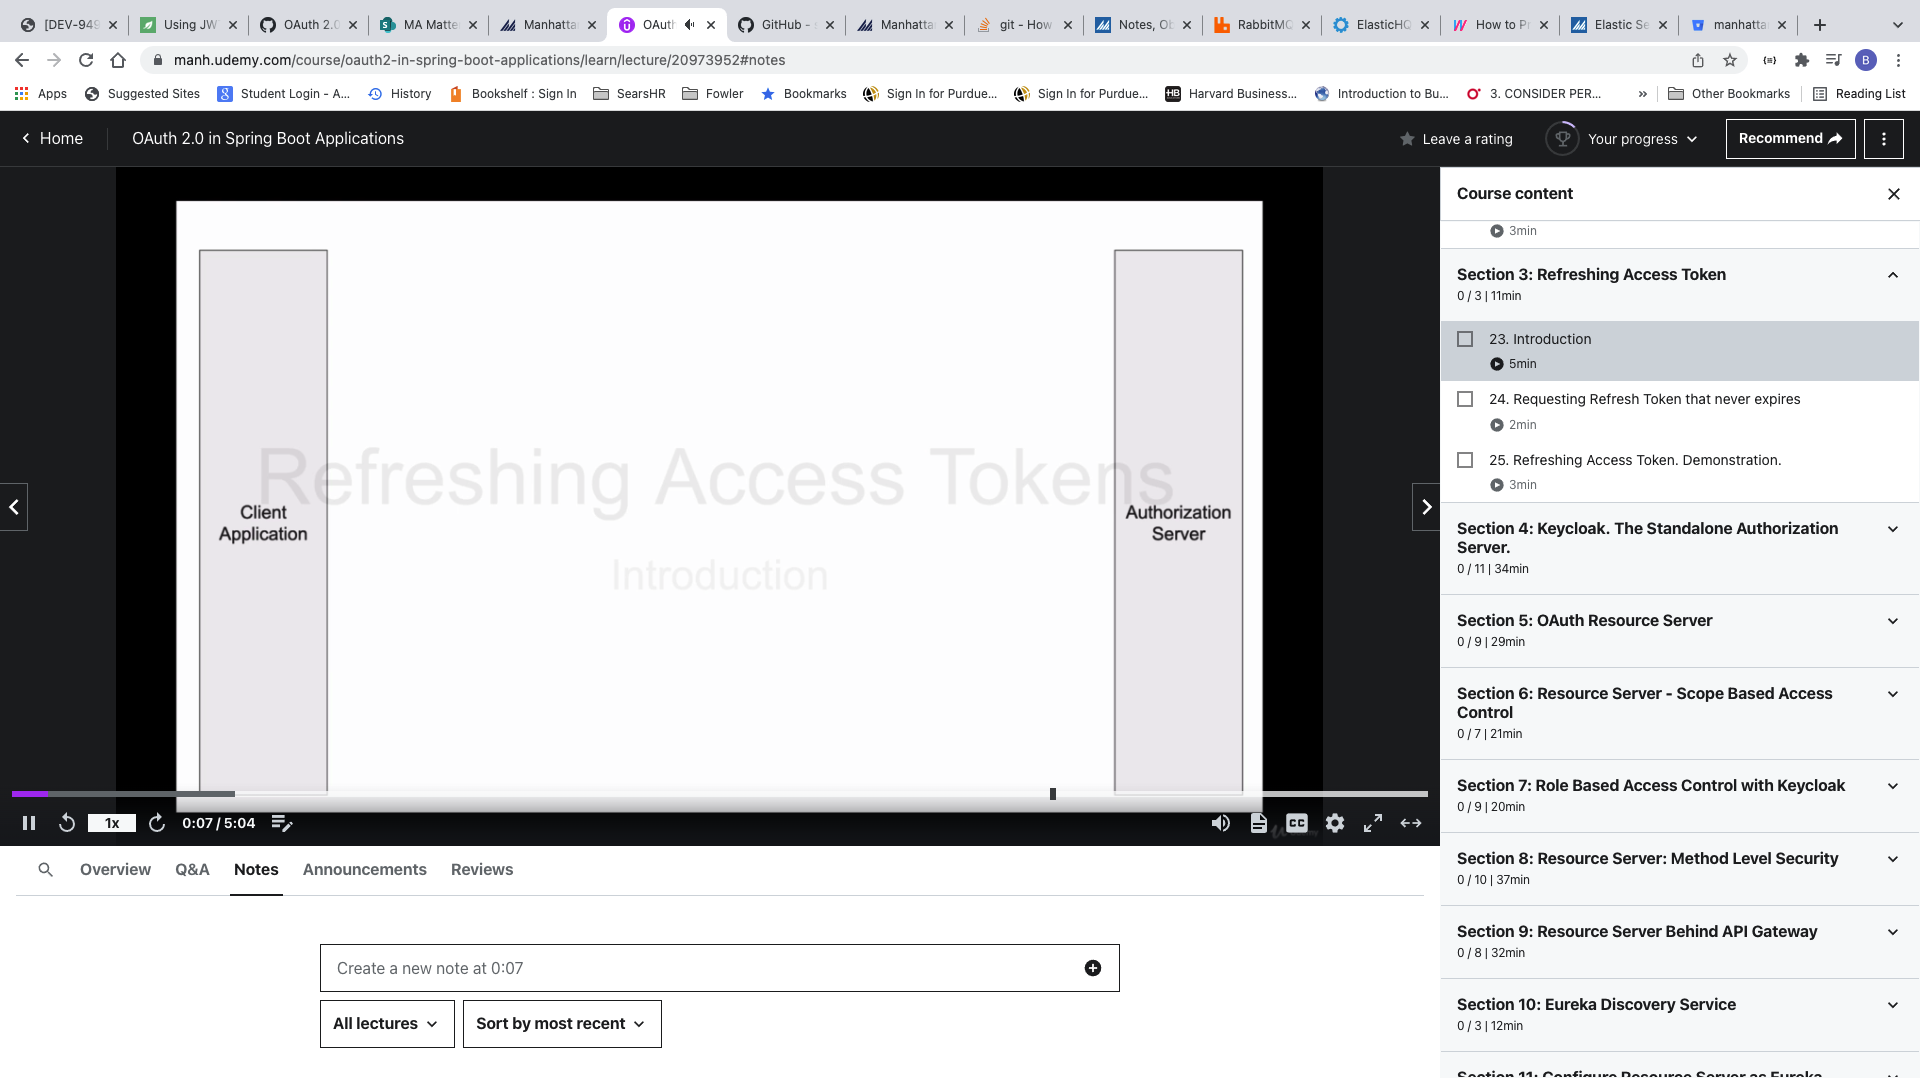 [DEV-949
Using JW
OAuth 2.0
MA Matte
Manhatta
OAuth
GitHub -
Manhatta
git - How
Notes, Ob
RabbitMQ
ElasticHQ
How to Pr
Elastic Se
manhatta
manh.udemy.com/course/oauth2-in-spring-boot-applications/learn/lecture/20973952#notes
B
Apps
Suggested Sites
Student Login - A...
History
Bookshelf : Sign In
SearsHR
Fowler
Bookmarks
Sign In for Purdue...
Sign In for Purdue...
Harvard Business...
Introduction to Bu...
3. CONSIDER PER...
»
Other Bookmarks
Reading List
Home
OAuth 2.0 in Spring Boot Applications
Leave a rating
Your progress
Recommend
Refreshing Access Tokens
Introduction
Client
Application
Authorization
Server
1x
0:07 / 5:04
CC
Overview
Q&A
Notes
Announcements
Reviews
Create a new note at 0:07
All lectures
Sort by most recent
Course content
3min
Section 3: Refreshing Access Token
0 / 3 | 11min
23. Introduction
5min
24. Requesting Refresh Token that never expires
2min
25. Refreshing Access Token. Demonstration.
3min
Section 4: Keycloak. The Standalone Authorization
Server.
0 / 11 | 34min
Section 5: OAuth Resource Server
0 / 9 | 29min
Section 6: Resource Server - Scope Based Access
Control
0 / 7 | 21min
Section 7: Role Based Access Control with Keycloak
0 / 9 | 20min
Section 8: Resource Server: Method Level Security
0 / 10 | 37min
Section 9: Resource Server Behind API Gateway
0 / 8 | 32min
Section 10: Eureka Discovery Service
0 / 3 | 12min
Section 11: Configure Resource Server as Eureka